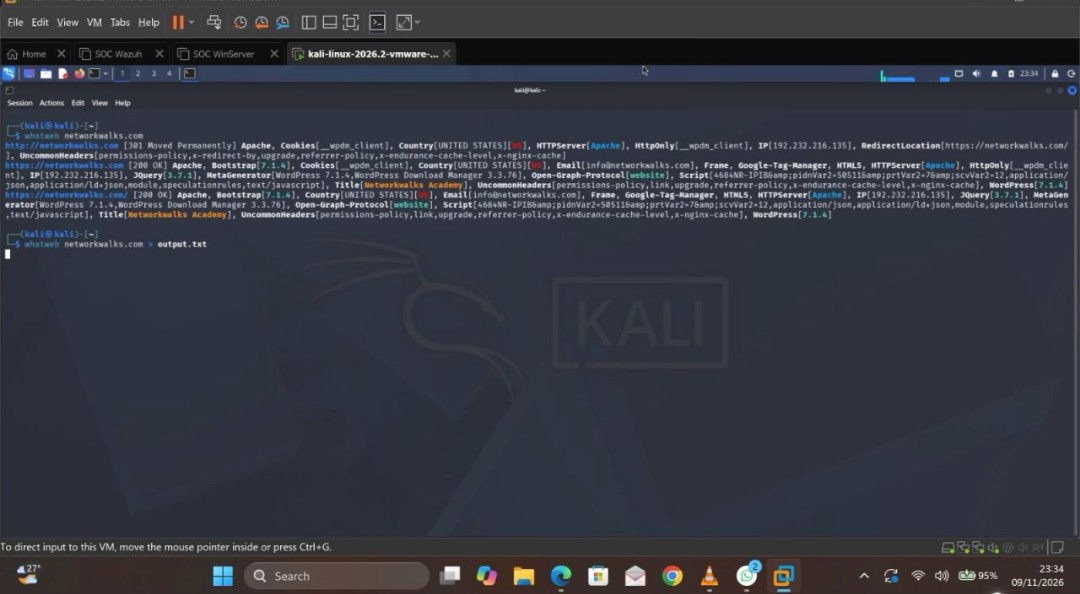 File Edit View VM Tabs Help
Home SOC Wazuh SOC WinServer kali-linux-2026.2-vmware-...
1 2 3 4 23:34
kali@kali: ~
Session Actions Edit View Help
(kali㉿kali)-[~]
$ whatweb networkwalks.com
http://networkwalks.com [301 Moved Permanently] Apache, Cookies[__wpdm_client], Country[UNITED STATES][US], HTTPServer[Apache], HttpOnly[__wpdm_client], IP[192.232.216.135], RedirectLocation[https://networkwalks.com/
], UncommonHeaders[permissions-policy,x-redirect-by,upgrade,referrer-policy,x-endurance-cache-level,x-nginx-cache]
https://networkwalks.com [200 OK] Apache, Bootstrap[7.1.4], Cookies[__wpdm_client], Country[UNITED STATES][US], Email[info@networkwalks.com], Frame, Google-Tag-Manager, HTML5, HTTPServer[Apache], HttpOnly[__wpdm_clie
nt], IP[192.232.216.135], JQuery[3.7.1], MetaGenerator[WordPress 7.1.4,WordPress Download Manager 3.3.76], Open-Graph-Protocol[website], Script[4684NR-IPIB&amp;pidnVar2=50511&amp;prtVar2=7&amp;scvVar2=12,application/
json,application/ld+json,module,speculationrules,text/javascript], Title[Networkwalks Academy], UncommonHeaders[permissions-policy,link,upgrade,referrer-policy,x-endurance-cache-level,x-nginx-cache], WordPress[7.1.4]
https://networkwalks.com/ [200 OK] Apache, Bootstrap[7.1.4], Country[UNITED STATES][US], Email[info@networkwalks.com], Frame, Google-Tag-Manager, HTML5, HTTPServer[Apache], IP[192.232.216.135], JQuery[3.7.1], MetaGen
erator[WordPress 7.1.4,WordPress Download Manager 3.3.76], Open-Graph-Protocol[website], Script[4684NR-IPIB&amp;pidnVar2=50511&amp;prtVar2=7&amp;scvVar2=12,application/json,application/ld+json,module,speculationrules
,text/javascript], Title[Networkwalks Academy], UncommonHeaders[permissions-policy,link,upgrade,referrer-policy,x-endurance-cache-level,x-nginx-cache], WordPress[7.1.4]
(kali㉿kali)-[~]
$ whatweb networkwalks.com > output.txt
KALI
To direct input to this VM, move the mouse pointer inside or press Ctrl+G.
27°
Search
2
95%
23:34
09/11/2026